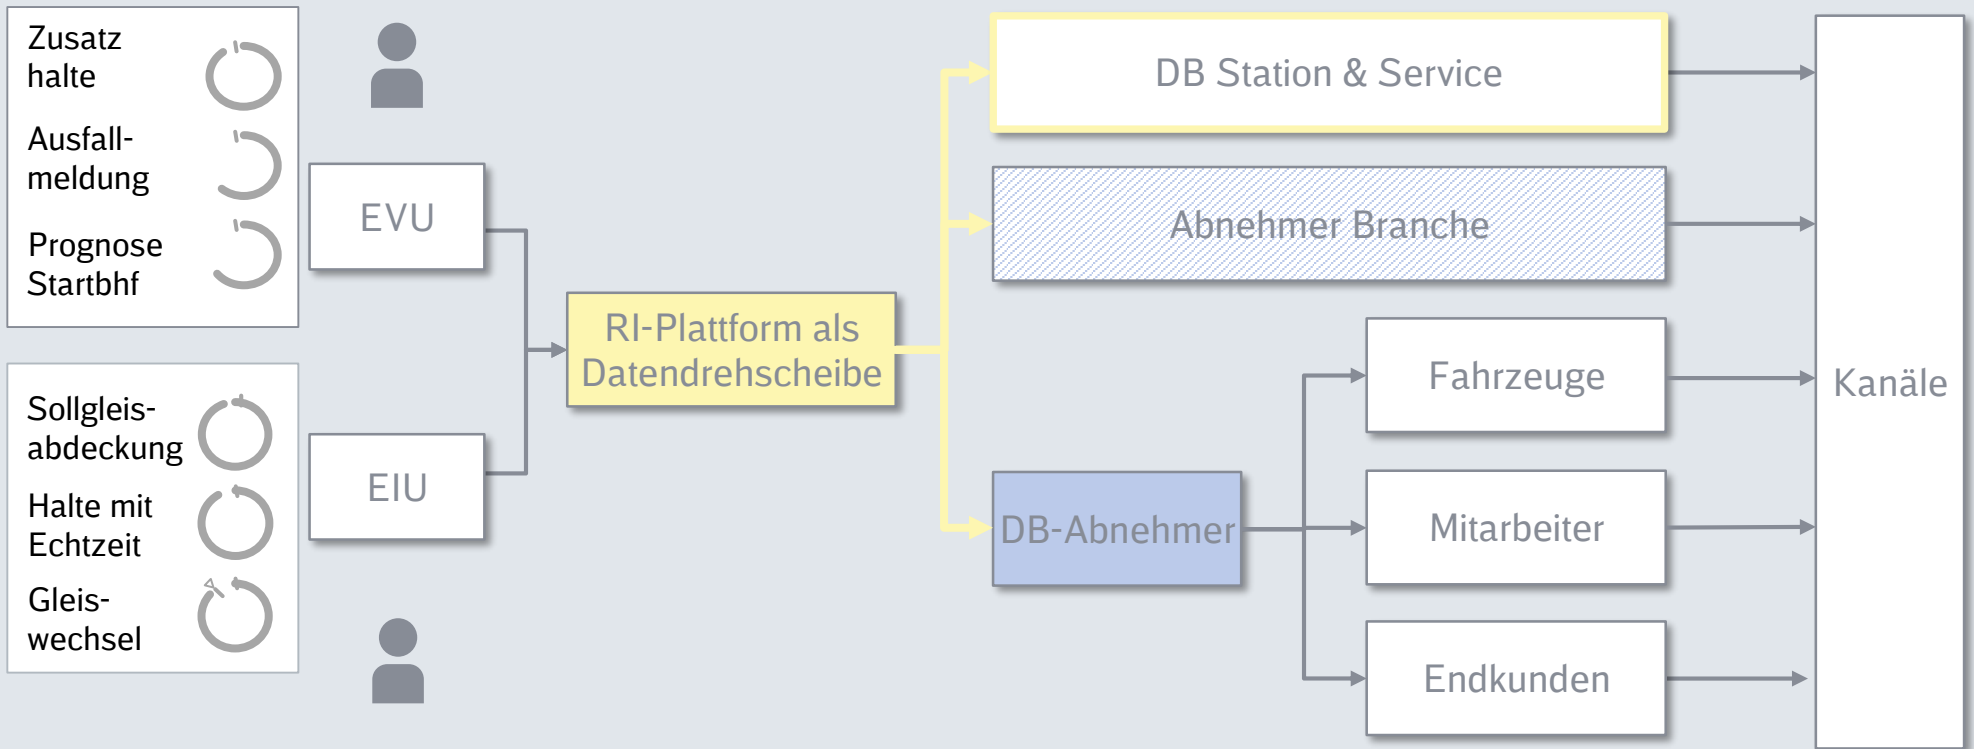 Zusatz
halte
Ausfall-
meldung
Prognose
Startbhf
Sollgleis-
abdeckung
Halte mit
Echtzeit
Gleis-
wechsel
EVU
EIU
RI-Plattform als
Datendrehscheibe
DB Station & Service
Abnehmer Branche
DB-Abnehmer
Fahrzeuge
Mitarbeiter
Endkunden
Kanäle